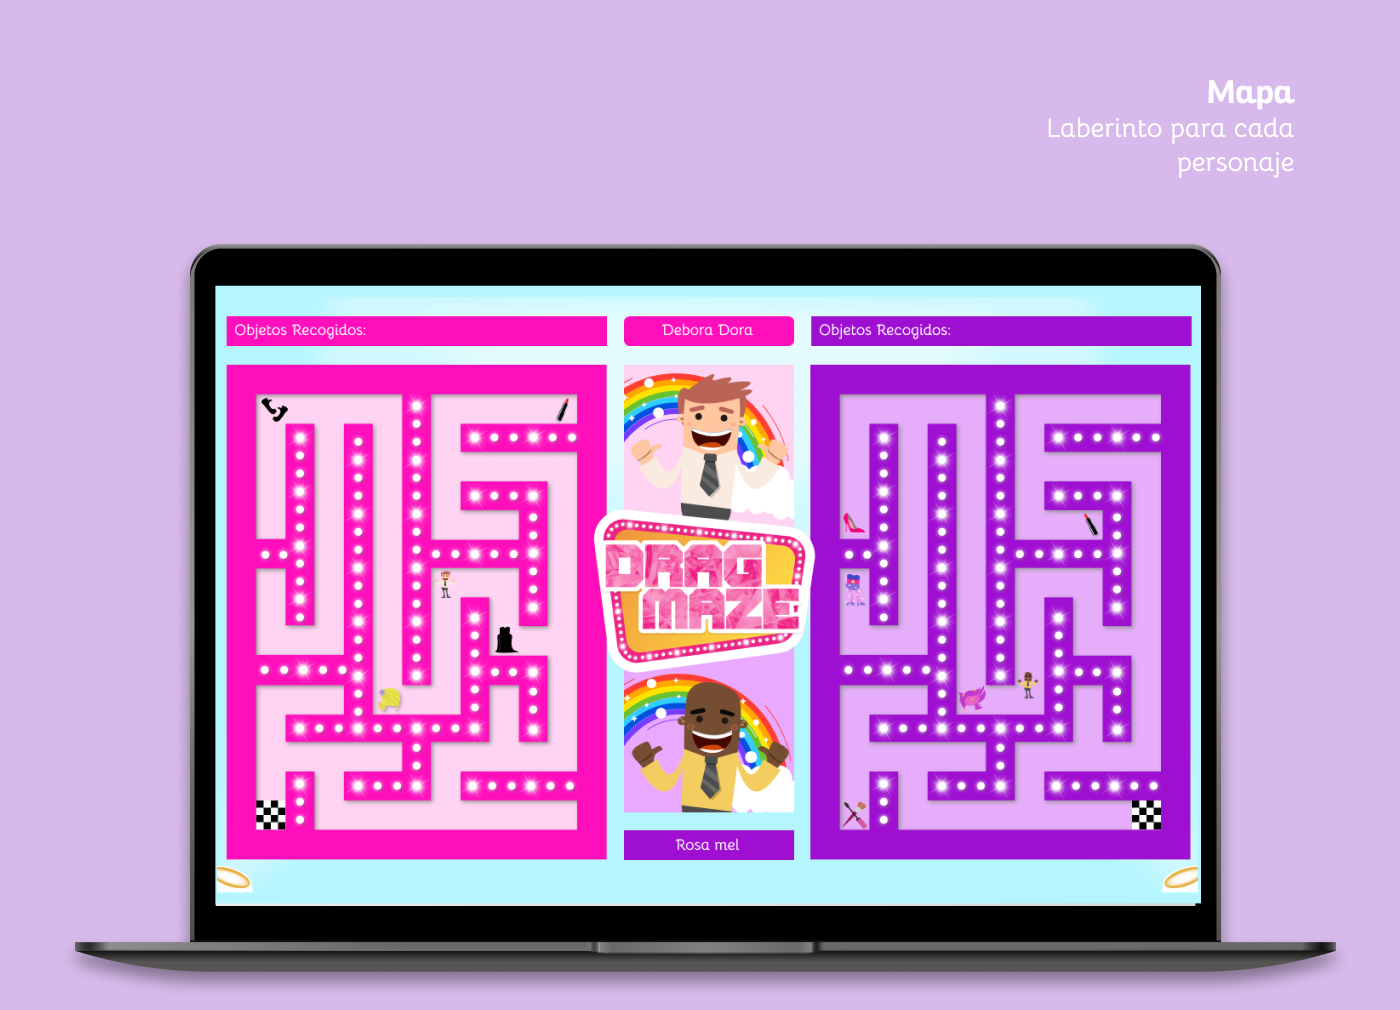 Mapa
Laberinto para cada
personaje
Objetos Recogidos:
Debora Dora
Objetos Recogidos:
DRAG
MAZE
Rosa mel